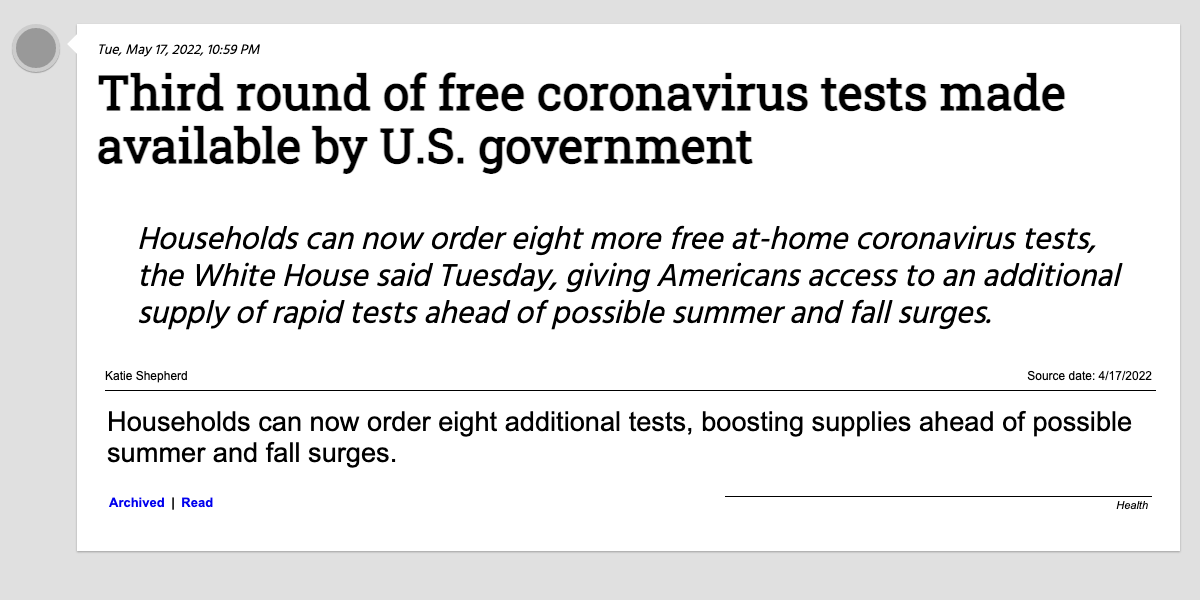 Tue, May 17, 2022, 10:59 PM
Third round of free coronavirus tests made
available by U.S. government
Households can now order eight more free at-home coronavirus tests,
the White House said Tuesday, giving Americans access to an additional
supply of rapid tests ahead of possible summer and fall surges.
Katie Shepherd
Source date: 4/17/2022
Households can now order eight additional tests, boosting supplies ahead of possible
summer and fall surges.
Archived | Read
Health